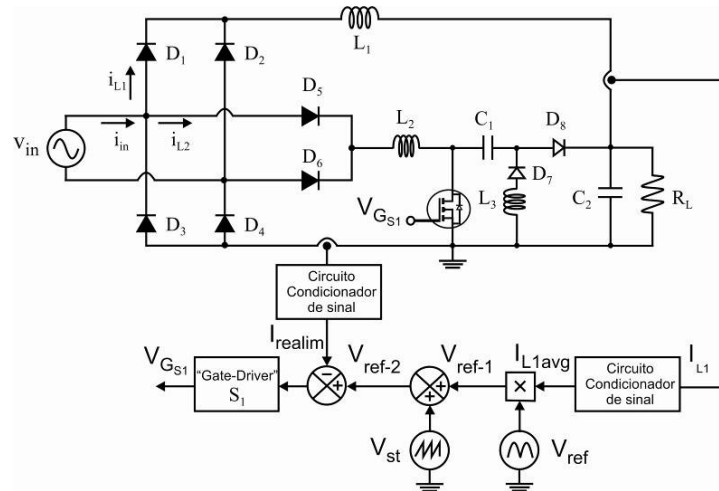 L1
D1
D2
iL1
D5
L2
C1
D8
vin
iin
iL2
D6
D7
VGS1
L3
C2
RL
D3
D4
Circuito
Condicionador
de sinal
Irealim
VGS1
"Gate-Driver"
S1
−
+
Vref-2
+
+
Vref-1
×
IL1avg
Circuito
Condicionador
de sinal
IL1
Vst
Vref